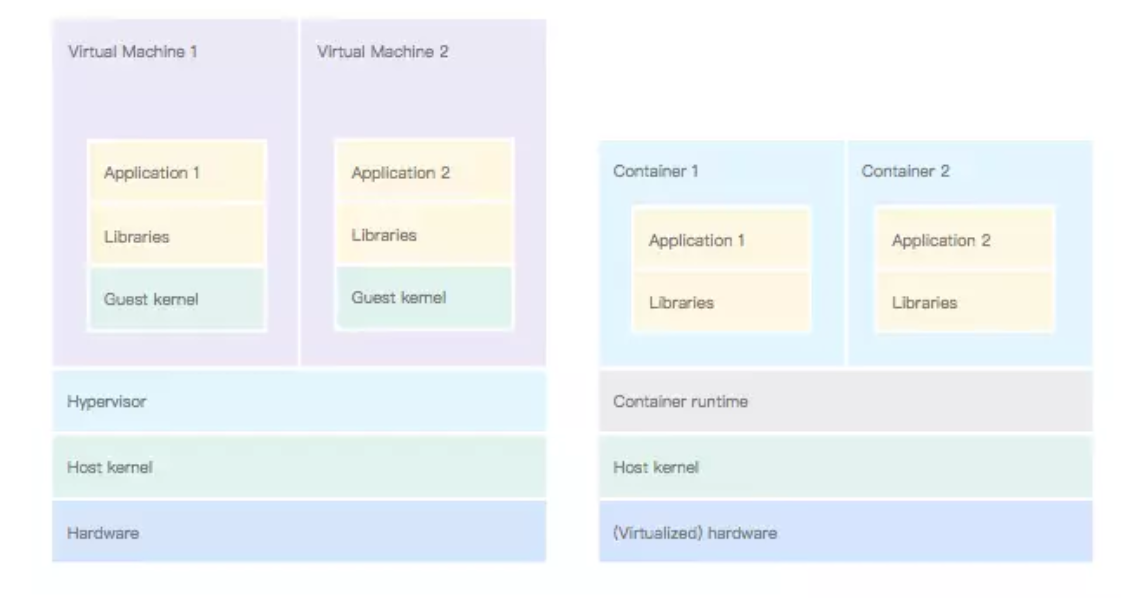 Virtual Machine 1
Virtual Machine 2
Application 1
Libraries
Guest kernel
Application 2
Libraries
Guest kernel
Hypervisor
Host kernel
Hardware
Container 1
Container 2
Application 1
Libraries
Application 2
Libraries
Container runtime
Host kernel
(Virtualized) hardware